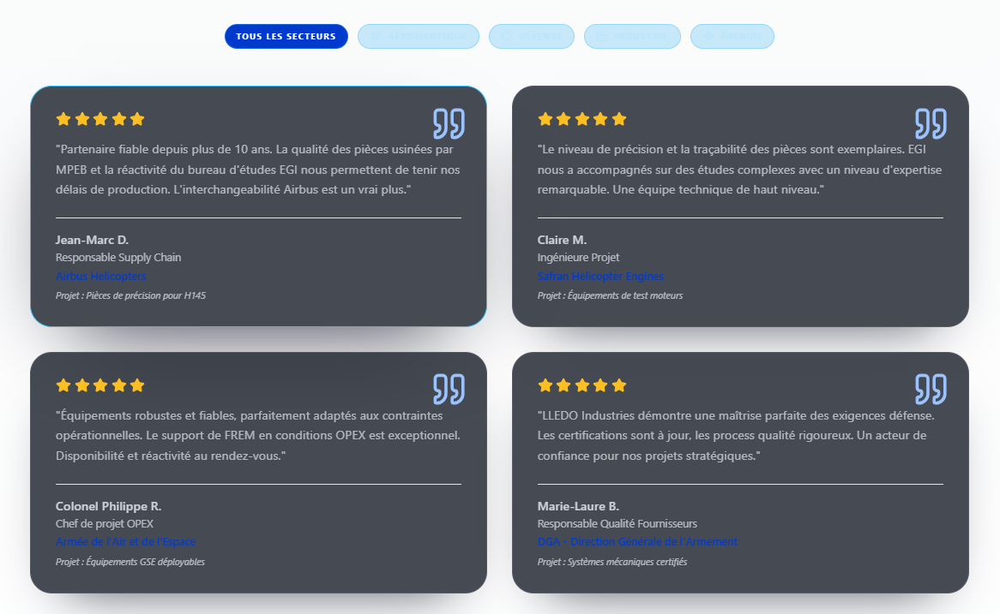 TOUS LES SECTEURS
AÉRONAUTIQUE
DÉFENSE
INDUSTRIE
ÉNERGIE
"Partenaire fiable depuis plus de 10 ans. La qualité des pièces usinées par
MPEB et la réactivité du bureau d'études EGI nous permettent de tenir nos
délais de production. L'interchangeabilité Airbus est un vrai plus."
Jean-Marc D.
Responsable Supply Chain
Airbus Helicopters
Projet : Pièces de précision pour H145
"Le niveau de précision et la traçabilité des pièces sont exemplaires. EGI
nous a accompagnés sur des études complexes avec un niveau d'expertise
remarquable. Une équipe technique de haut niveau."
Claire M.
Ingénieure Projet
Safran Helicopter Engines
Projet : Équipements de test moteurs
"Équipements robustes et fiables, parfaitement adaptés aux contraintes
opérationnelles. Le support de FREM en conditions OPEX est exceptionnel.
Disponibilité et réactivité au rendez-vous."
Colonel Philippe R.
Chef de projet OPEX
Armée de l'Air et de l'Espace
Projet : Équipements GSE déployables
"LLEDO Industries démontre une maîtrise parfaite des exigences défense.
Les certifications sont à jour, les process qualité rigoureux. Un acteur de
confiance pour nos projets stratégiques."
Marie-Laure B.
Responsable Qualité Fournisseurs
DGA - Direction Générale de l'Armement
Projet : Systèmes mécaniques certifiés